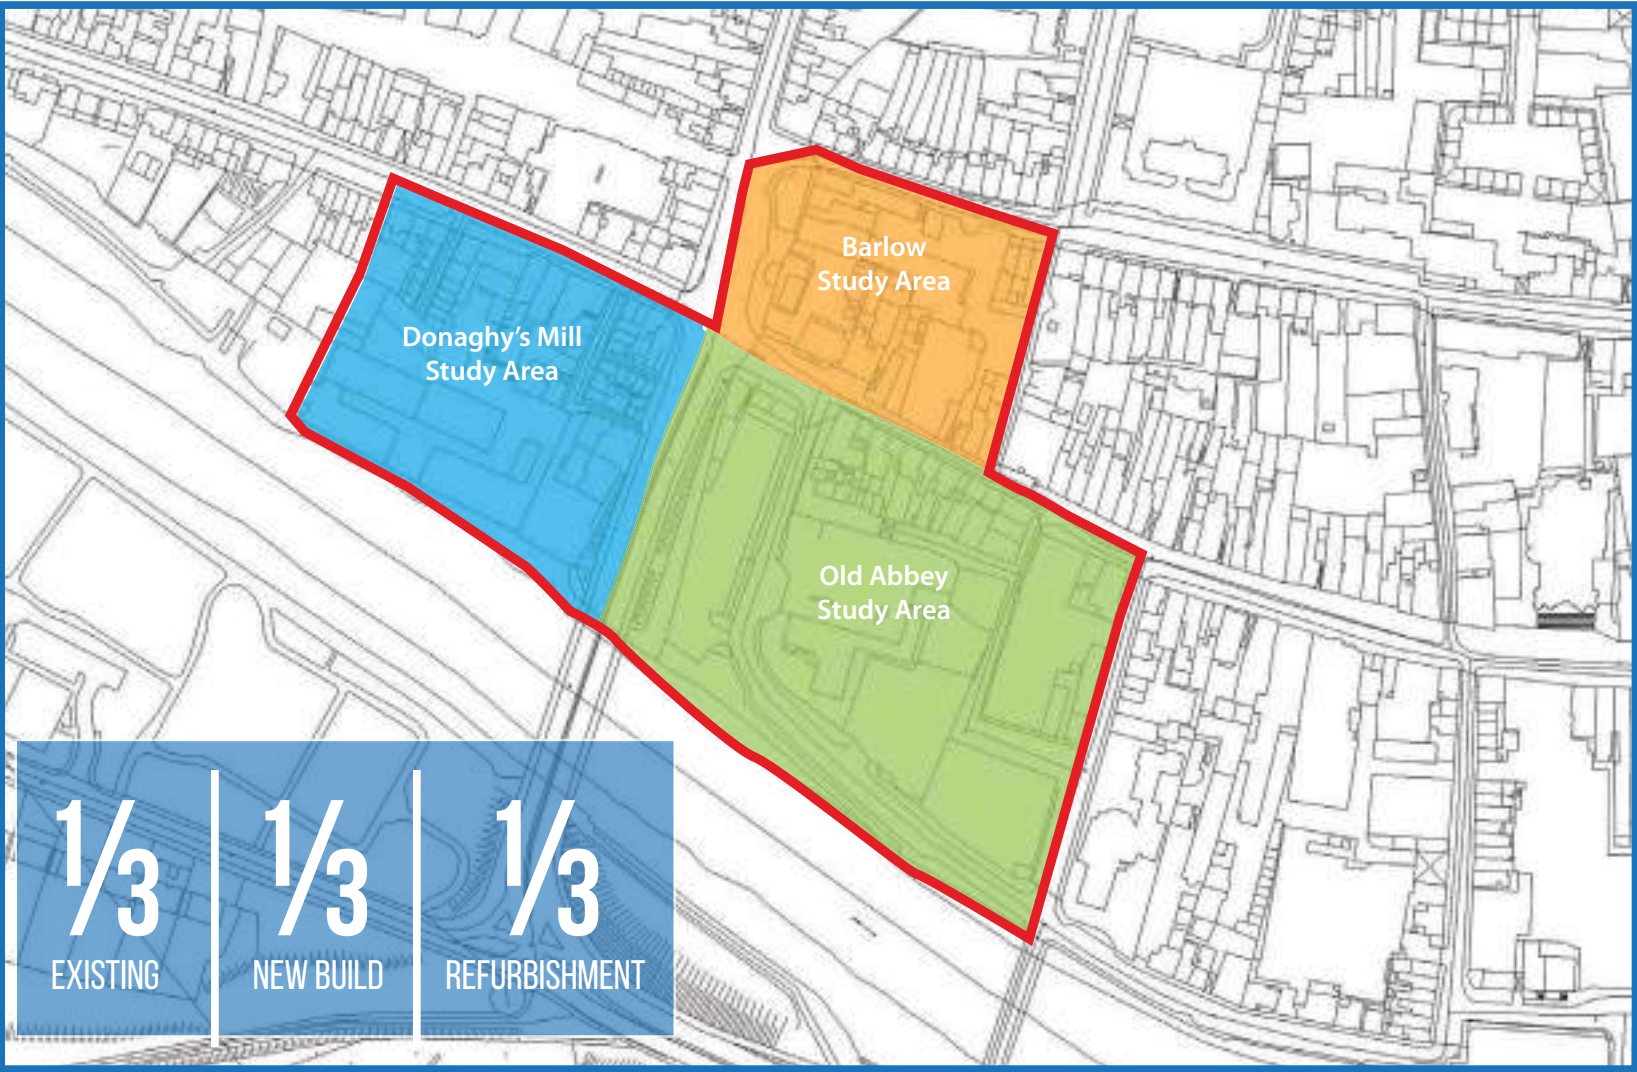 Barlow
Study Area
Donaghy’s Mill
Study Area
Old Abbey
Study Area
⅓
EXISTING
⅓
NEW BUILD
⅓
REFURBISHMENT